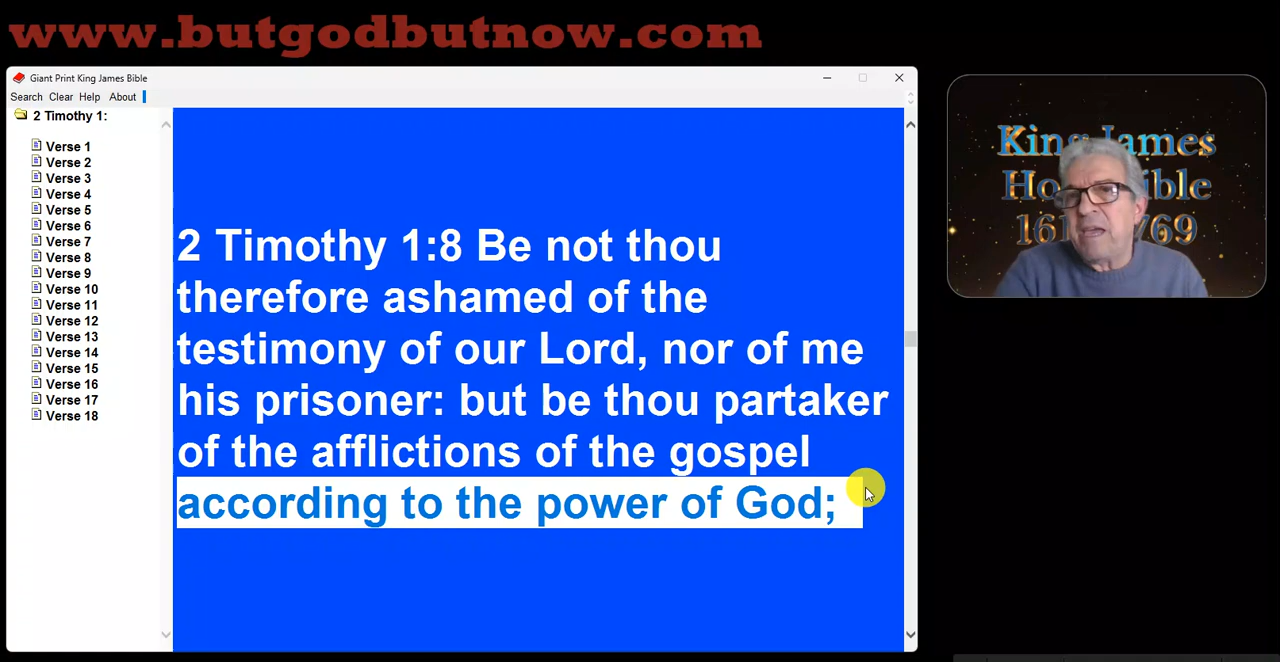 www.butgodbutnow.com
Giant Print King James Bible
Search Clear Help About
2 Timothy 1:
Verse 1
Verse 2
Verse 3
Verse 4
Verse 5
Verse 6
Verse 7
Verse 8
Verse 9
Verse 10
Verse 11
Verse 12
Verse 13
Verse 14
Verse 15
Verse 16
Verse 17
Verse 18
2 Timothy 1:8 Be not thou
therefore ashamed of the
testimony of our Lord, nor of me
his prisoner: but be thou partaker
of the afflictions of the gospel
according to the power of God;
King James